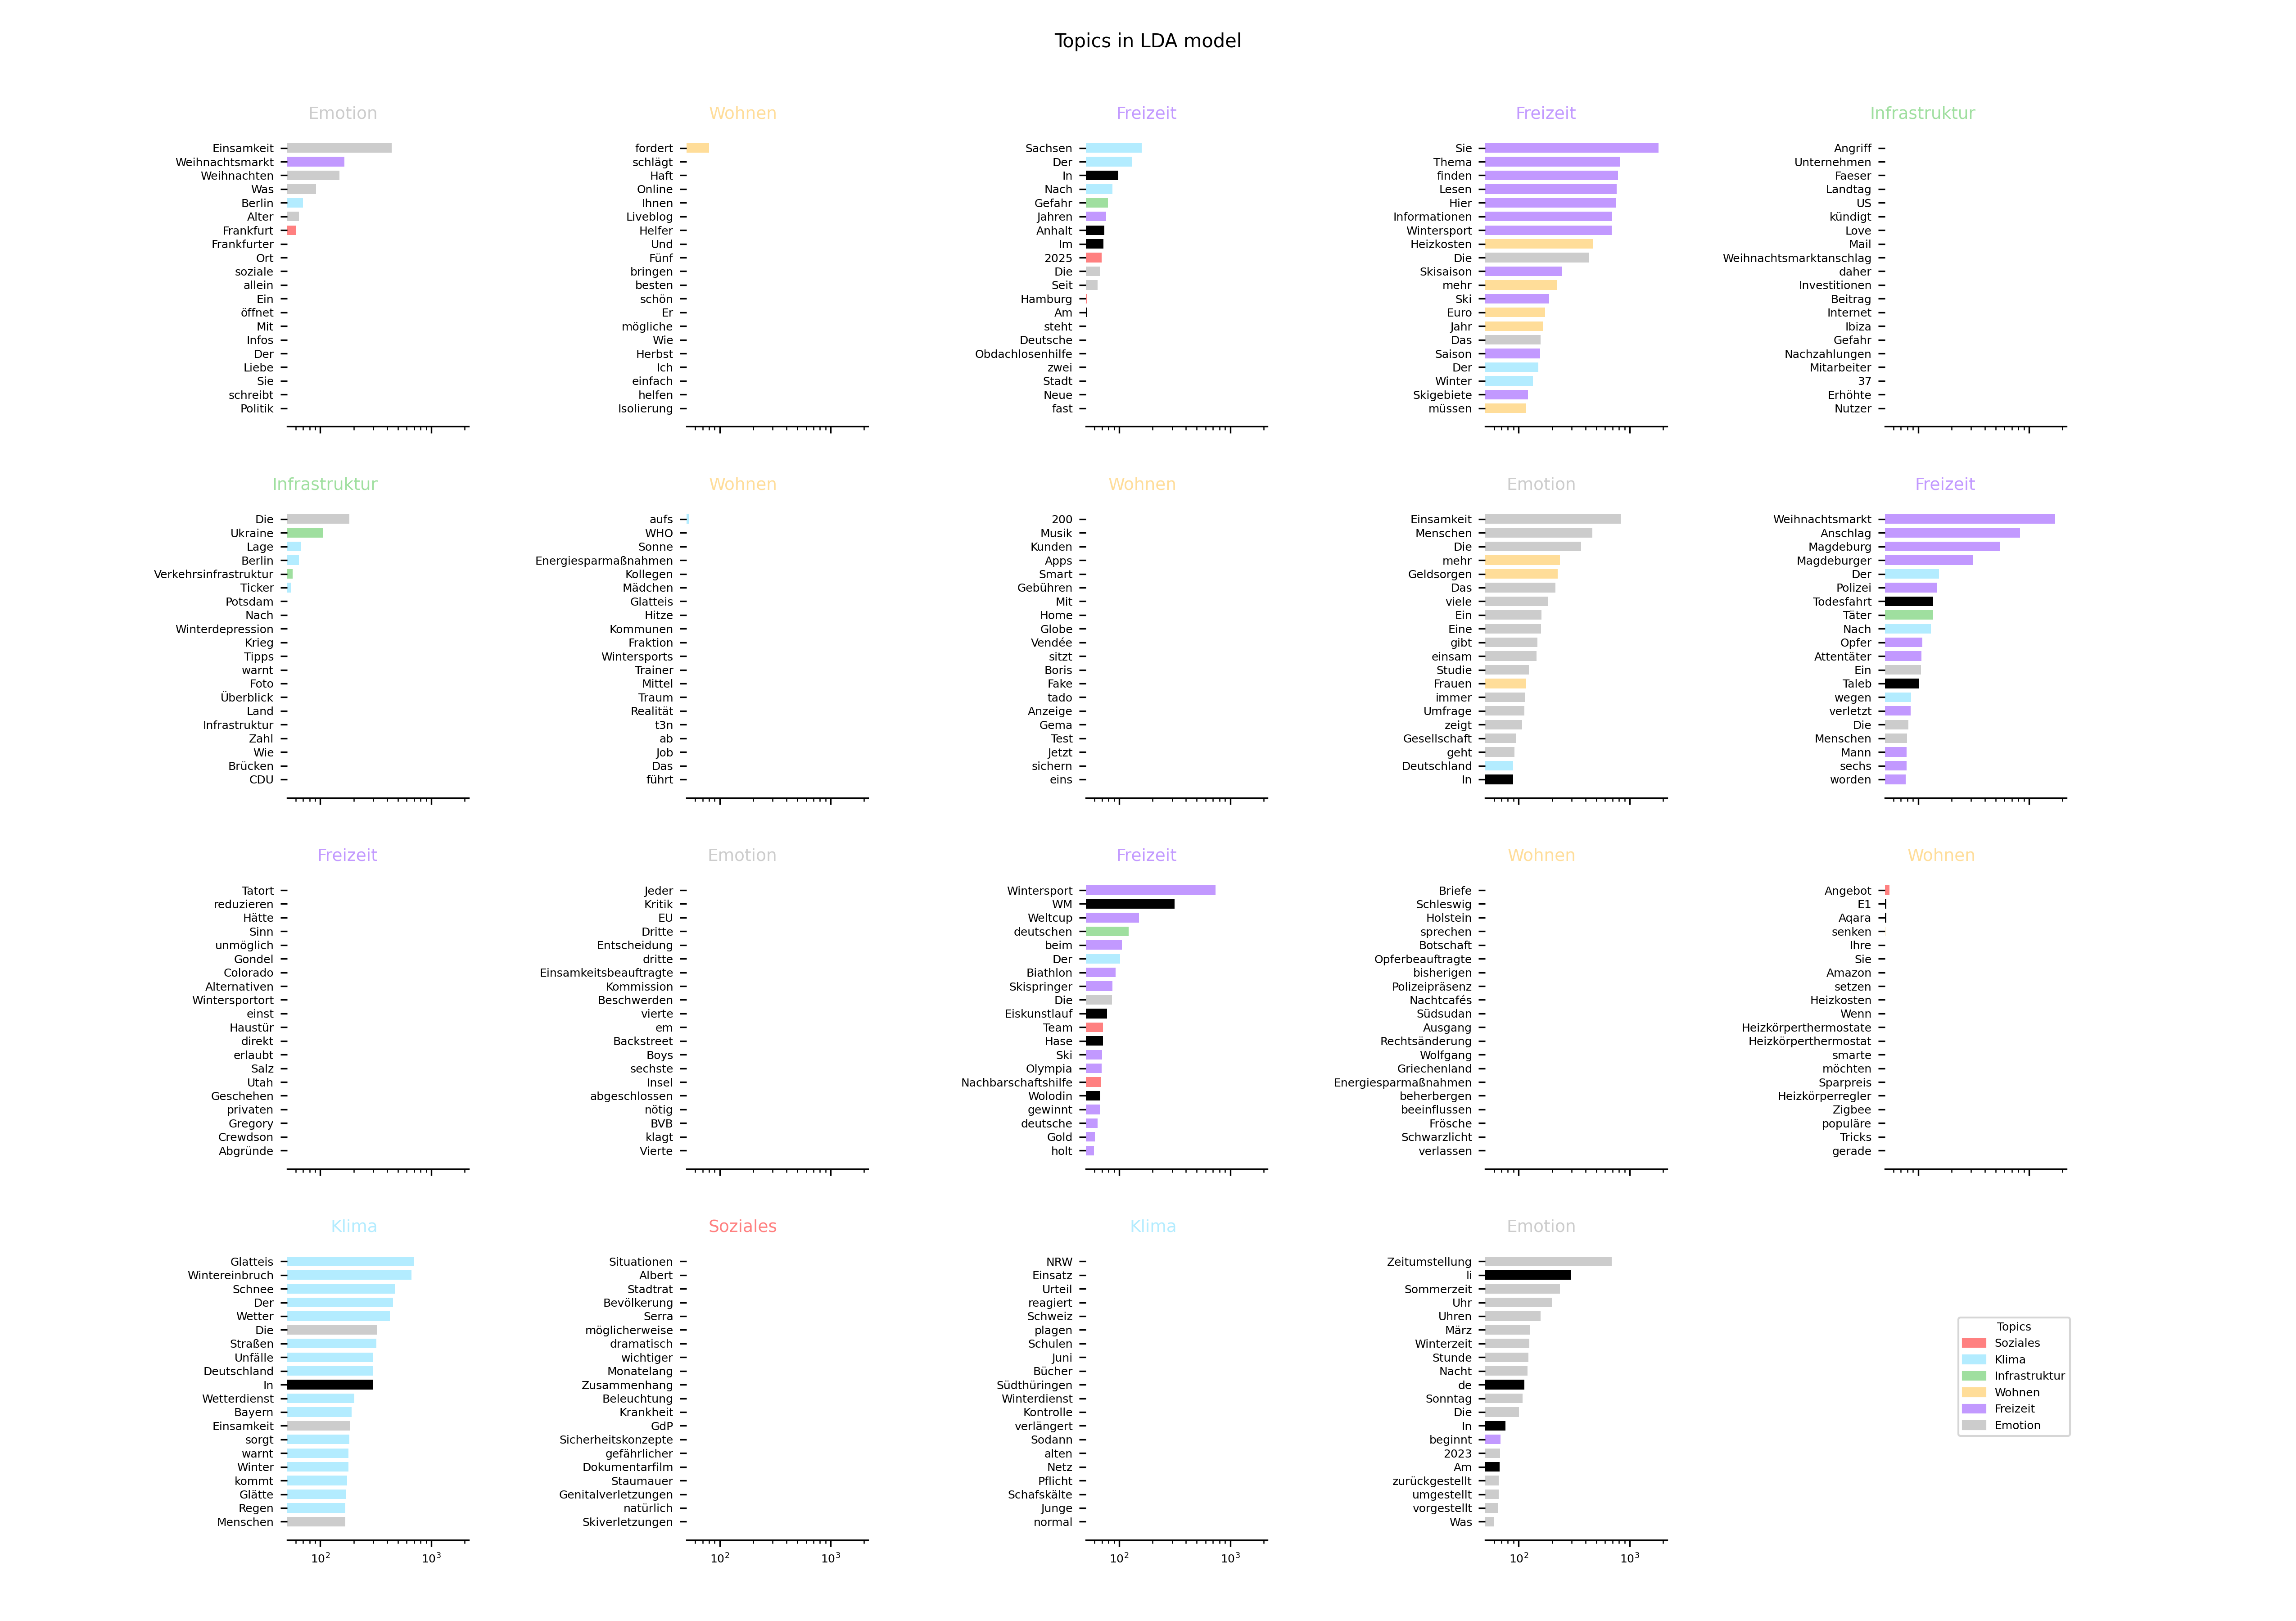 Topics in LDA model
Emotion
Einsamkeit
Weihnachtsmarkt
Weihnachten
Was
Berlin
Alter
Frankfurt
Frankfurter
Ort
soziale
allein
Ein
öffnet
Mit
Infos
Der
Liebe
Sie
schreibt
Politik
Wohnen
fordert
schlägt
Haft
Online
Ihnen
Liveblog
Helfer
Und
Fünf
bringen
besten
schön
Er
mögliche
Wie
Herbst
Ich
einfach
helfen
Isolierung
Freizeit
Sachsen
Der
In
Nach
Gefahr
Jahren
Anhalt
Im
2025
Die
Seit
Hamburg
Am
steht
Deutsche
Obdachlosenhilfe
zwei
Stadt
Neue
fast
Freizeit
Sie
Thema
finden
Lesen
Hier
Informationen
Wintersport
Heizkosten
Die
Skisaison
mehr
Ski
Euro
Jahr
Das
Saison
Der
Winter
Skigebiete
müssen
Infrastruktur
Angriff
Unternehmen
Faeser
Landtag
US
kündigt
Love
Mail
Weihnachtsmarktanschlag
daher
Investitionen
Beitrag
Internet
Ibiza
Gefahr
Nachzahlungen
Mitarbeiter
37
Erhöhte
Nutzer
Infrastruktur
Die
Ukraine
Lage
Berlin
Verkehrsinfrastruktur
Ticker
Potsdam
Nach
Winterdepression
Krieg
Tipps
warnt
Foto
Überblick
Land
Infrastruktur
Zahl
Wie
Brücken
CDU
Wohnen
aufs
WHO
Sonne
Energiesparmaßnahmen
Kollegen
Mädchen
Glatteis
Hitze
Kommunen
Fraktion
Wintersports
Trainer
Mittel
Traum
Realität
t3n
ab
Job
Das
führt
Wohnen
200
Musik
Kunden
Apps
Smart
Gebühren
Mit
Home
Globe
Vendée
sitzt
Boris
Fake
tado
Anzeige
Gema
Test
Jetzt
sichern
eins
Emotion
Einsamkeit
Menschen
Die
mehr
Geldsorgen
Das
viele
Ein
Eine
gibt
einsam
Studie
Frauen
immer
Umfrage
zeigt
Gesellschaft
geht
Deutschland
In
Freizeit
Weihnachtsmarkt
Anschlag
Magdeburg
Magdeburger
Der
Polizei
Todesfahrt
Täter
Nach
Opfer
Attentäter
Ein
Taleb
wegen
verletzt
Die
Menschen
Mann
sechs
worden
Freizeit
Tatort
reduzieren
Hätte
Sinn
unmöglich
Gondel
Colorado
Alternativen
Wintersportort
einst
Haustür
direkt
erlaubt
Salz
Utah
Geschehen
privaten
Gregory
Crewdson
Abgründe
Emotion
Jeder
Kritik
EU
Dritte
Entscheidung
dritte
Einsamkeitsbeauftragte
Kommission
Beschwerden
vierte
em
Backstreet
Boys
sechste
Insel
abgeschlossen
nötig
BVB
klagt
Vierte
Freizeit
Wintersport
WM
Weltcup
deutschen
beim
Der
Biathlon
Skispringer
Die
Eiskunstlauf
Team
Hase
Ski
Olympia
Nachbarschaftshilfe
Wolodin
gewinnt
deutsche
Gold
holt
Wohnen
Briefe
Schleswig
Holstein
sprechen
Botschaft
Opferbeauftragte
bisherigen
Polizeipräsenz
Nachtcafés
Südsudan
Ausgang
Rechtsänderung
Wolfgang
Griechenland
Energiesparmaßnahmen
beherbergen
beeinflussen
Frösche
Schwarzlicht
verlassen
Wohnen
Angebot
E1
Aqara
senken
Ihre
Sie
Amazon
setzen
Heizkosten
Wenn
Heizkörperthermostate
Heizkörperthermostat
smarte
möchten
Sparpreis
Heizkörperregler
Zigbee
populäre
Tricks
gerade
Klima
Glatteis
Wintereinbruch
Schnee
Der
Wetter
Die
Straßen
Unfälle
Deutschland
In
Wetterdienst
Bayern
Einsamkeit
sorgt
warnt
Winter
kommt
Glätte
Regen
Menschen
10²
10³
Soziales
Situationen
Albert
Stadtrat
Bevölkerung
Serra
möglicherweise
dramatisch
wichtiger
Monatelang
Zusammenhang
Beleuchtung
Krankheit
GdP
Sicherheitskonzepte
gefährlicher
Dokumentarfilm
Staumauer
Genitalverletzungen
natürlich
Skiverletzungen
10²
10³
Klima
NRW
Einsatz
Urteil
reagiert
Schweiz
plagen
Schulen
Juni
Bücher
Südthüringen
Winterdienst
Kontrolle
verlängert
Sodann
alten
Netz
Pflicht
Schafskälte
Junge
normal
10²
10³
Emotion
Zeitumstellung
li
Sommerzeit
Uhr
Uhren
März
Winterzeit
Stunde
Nacht
de
Sonntag
Die
In
beginnt
2023
Am
zurückgestellt
umgestellt
vorgestellt
Was
10²
10³
Topics
Soziales
Klima
Infrastruktur
Wohnen
Freizeit
Emotion